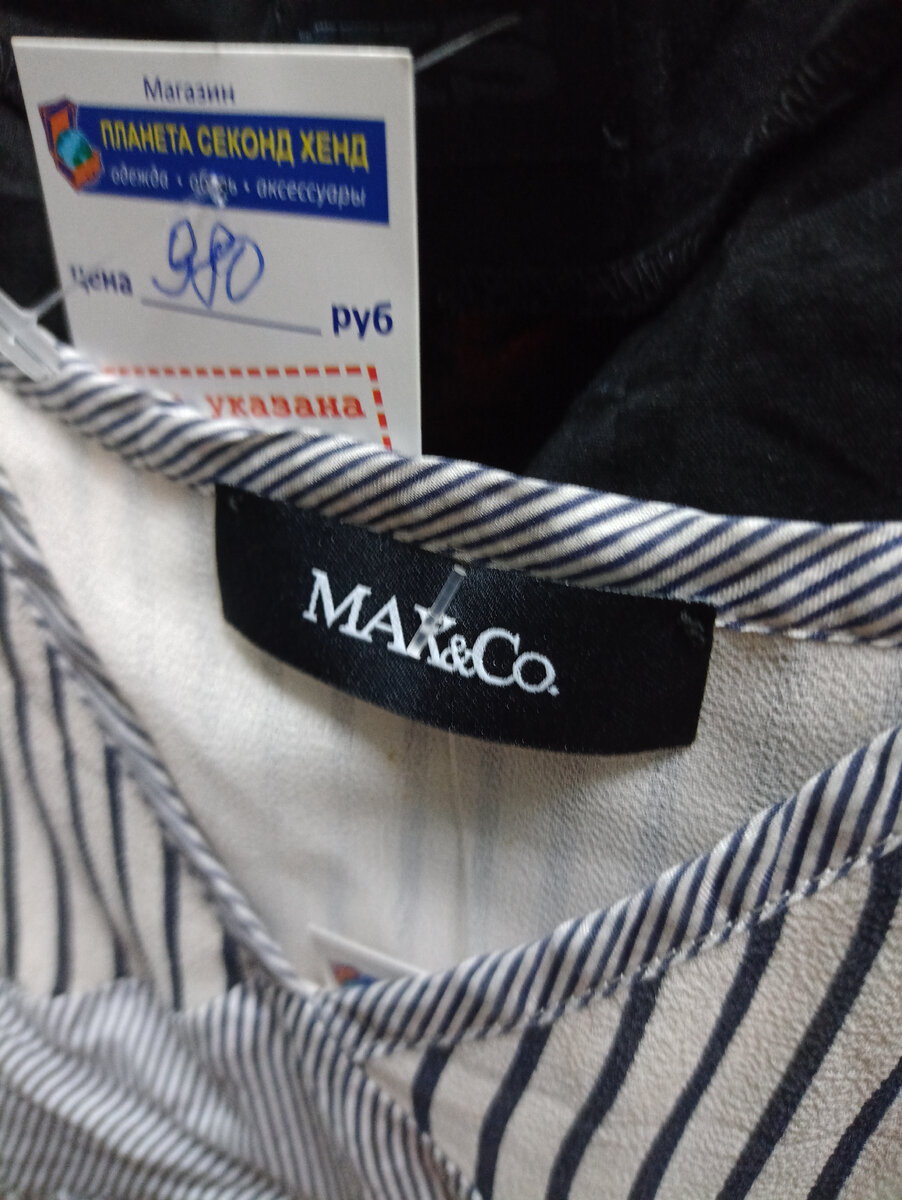 Магазин
ПЛАНЕТА СЕКОНД ХЕНД
одежда • обувь • аксессуары
цена 980 руб
указана
MAX&Co.